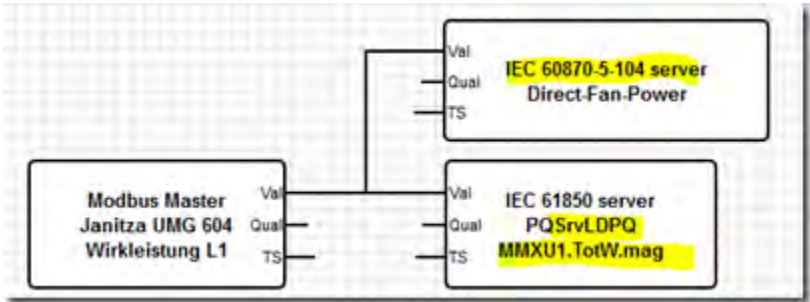 Val
Qual
TS
IEC 60870-5-104 server
Direct-Fan-Power
Modbus Master
Janitza UMG 604
Wirkleistung L1
Val
Qual
TS
Val
Qual
TS
IEC 61850 server
PQSrvLDPQ
MMXU1.TotW.mag